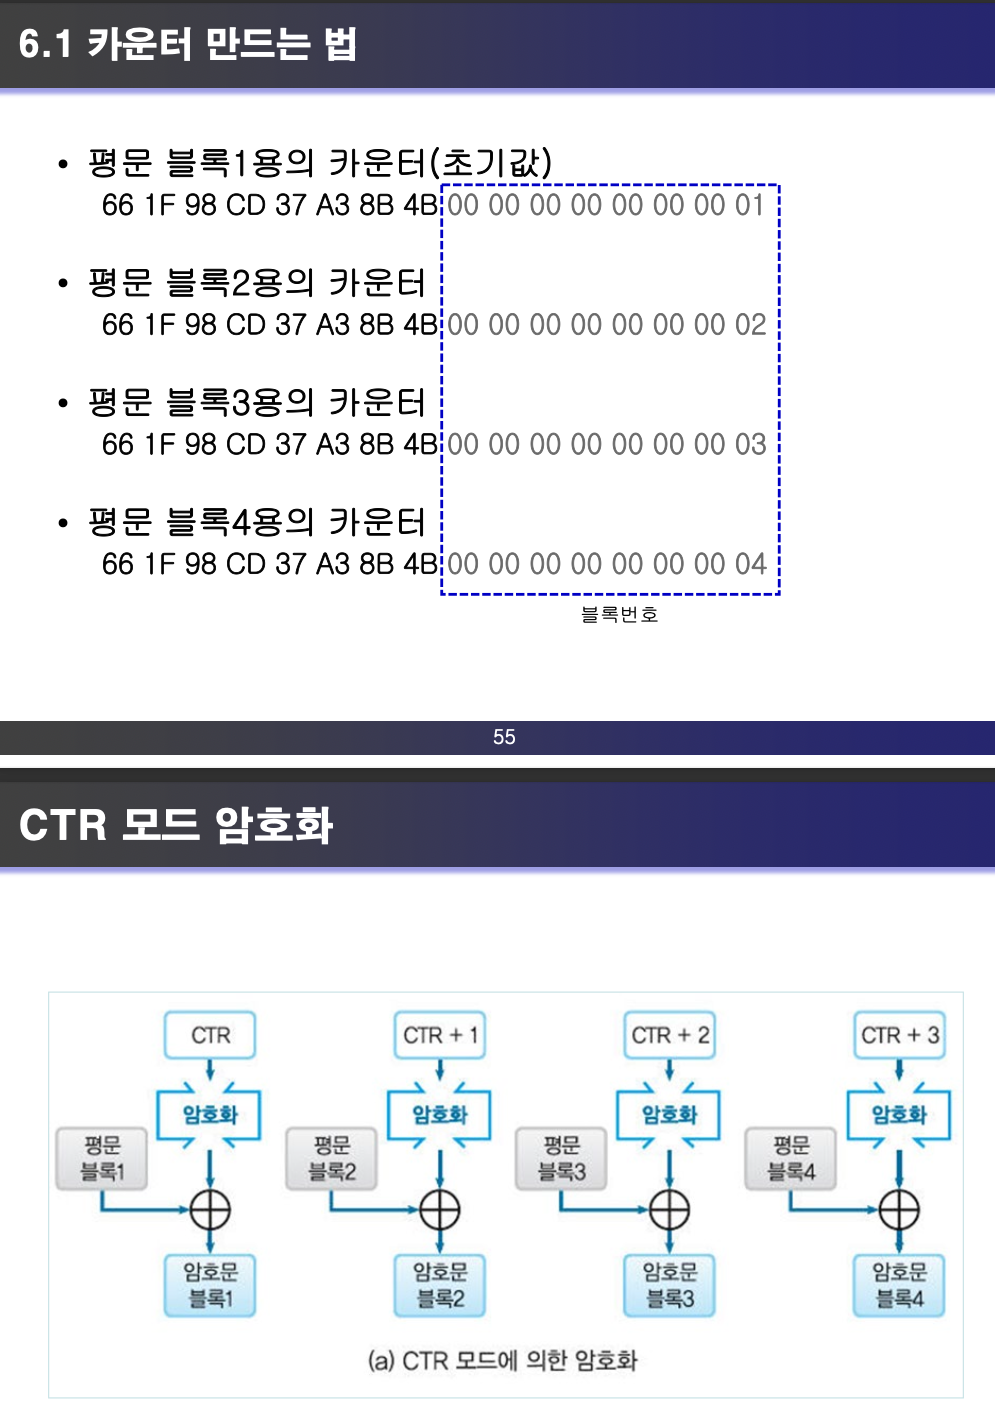 6.1 카운터 만드는 법
• 평문 블록1용의 카운터(초기값)
66 1F 98 CD 37 A3 8B 4B 00 00 00 00 00 00 00 01
• 평문 블록2용의 카운터
66 1F 98 CD 37 A3 8B 4B 00 00 00 00 00 00 00 02
• 평문 블록3용의 카운터
66 1F 98 CD 37 A3 8B 4B 00 00 00 00 00 00 00 03
• 평문 블록4용의 카운터
66 1F 98 CD 37 A3 8B 4B 00 00 00 00 00 00 00 04
블록번호
55
CTR 모드 암호화
CTR
CTR + 1
CTR + 2
CTR + 3
암호화
암호화
암호화
암호화
평문
블록1
평문
블록2
평문
블록3
평문
블록4
암호문
블록1
암호문
블록2
암호문
블록3
암호문
블록4
(a) CTR 모드에 의한 암호화